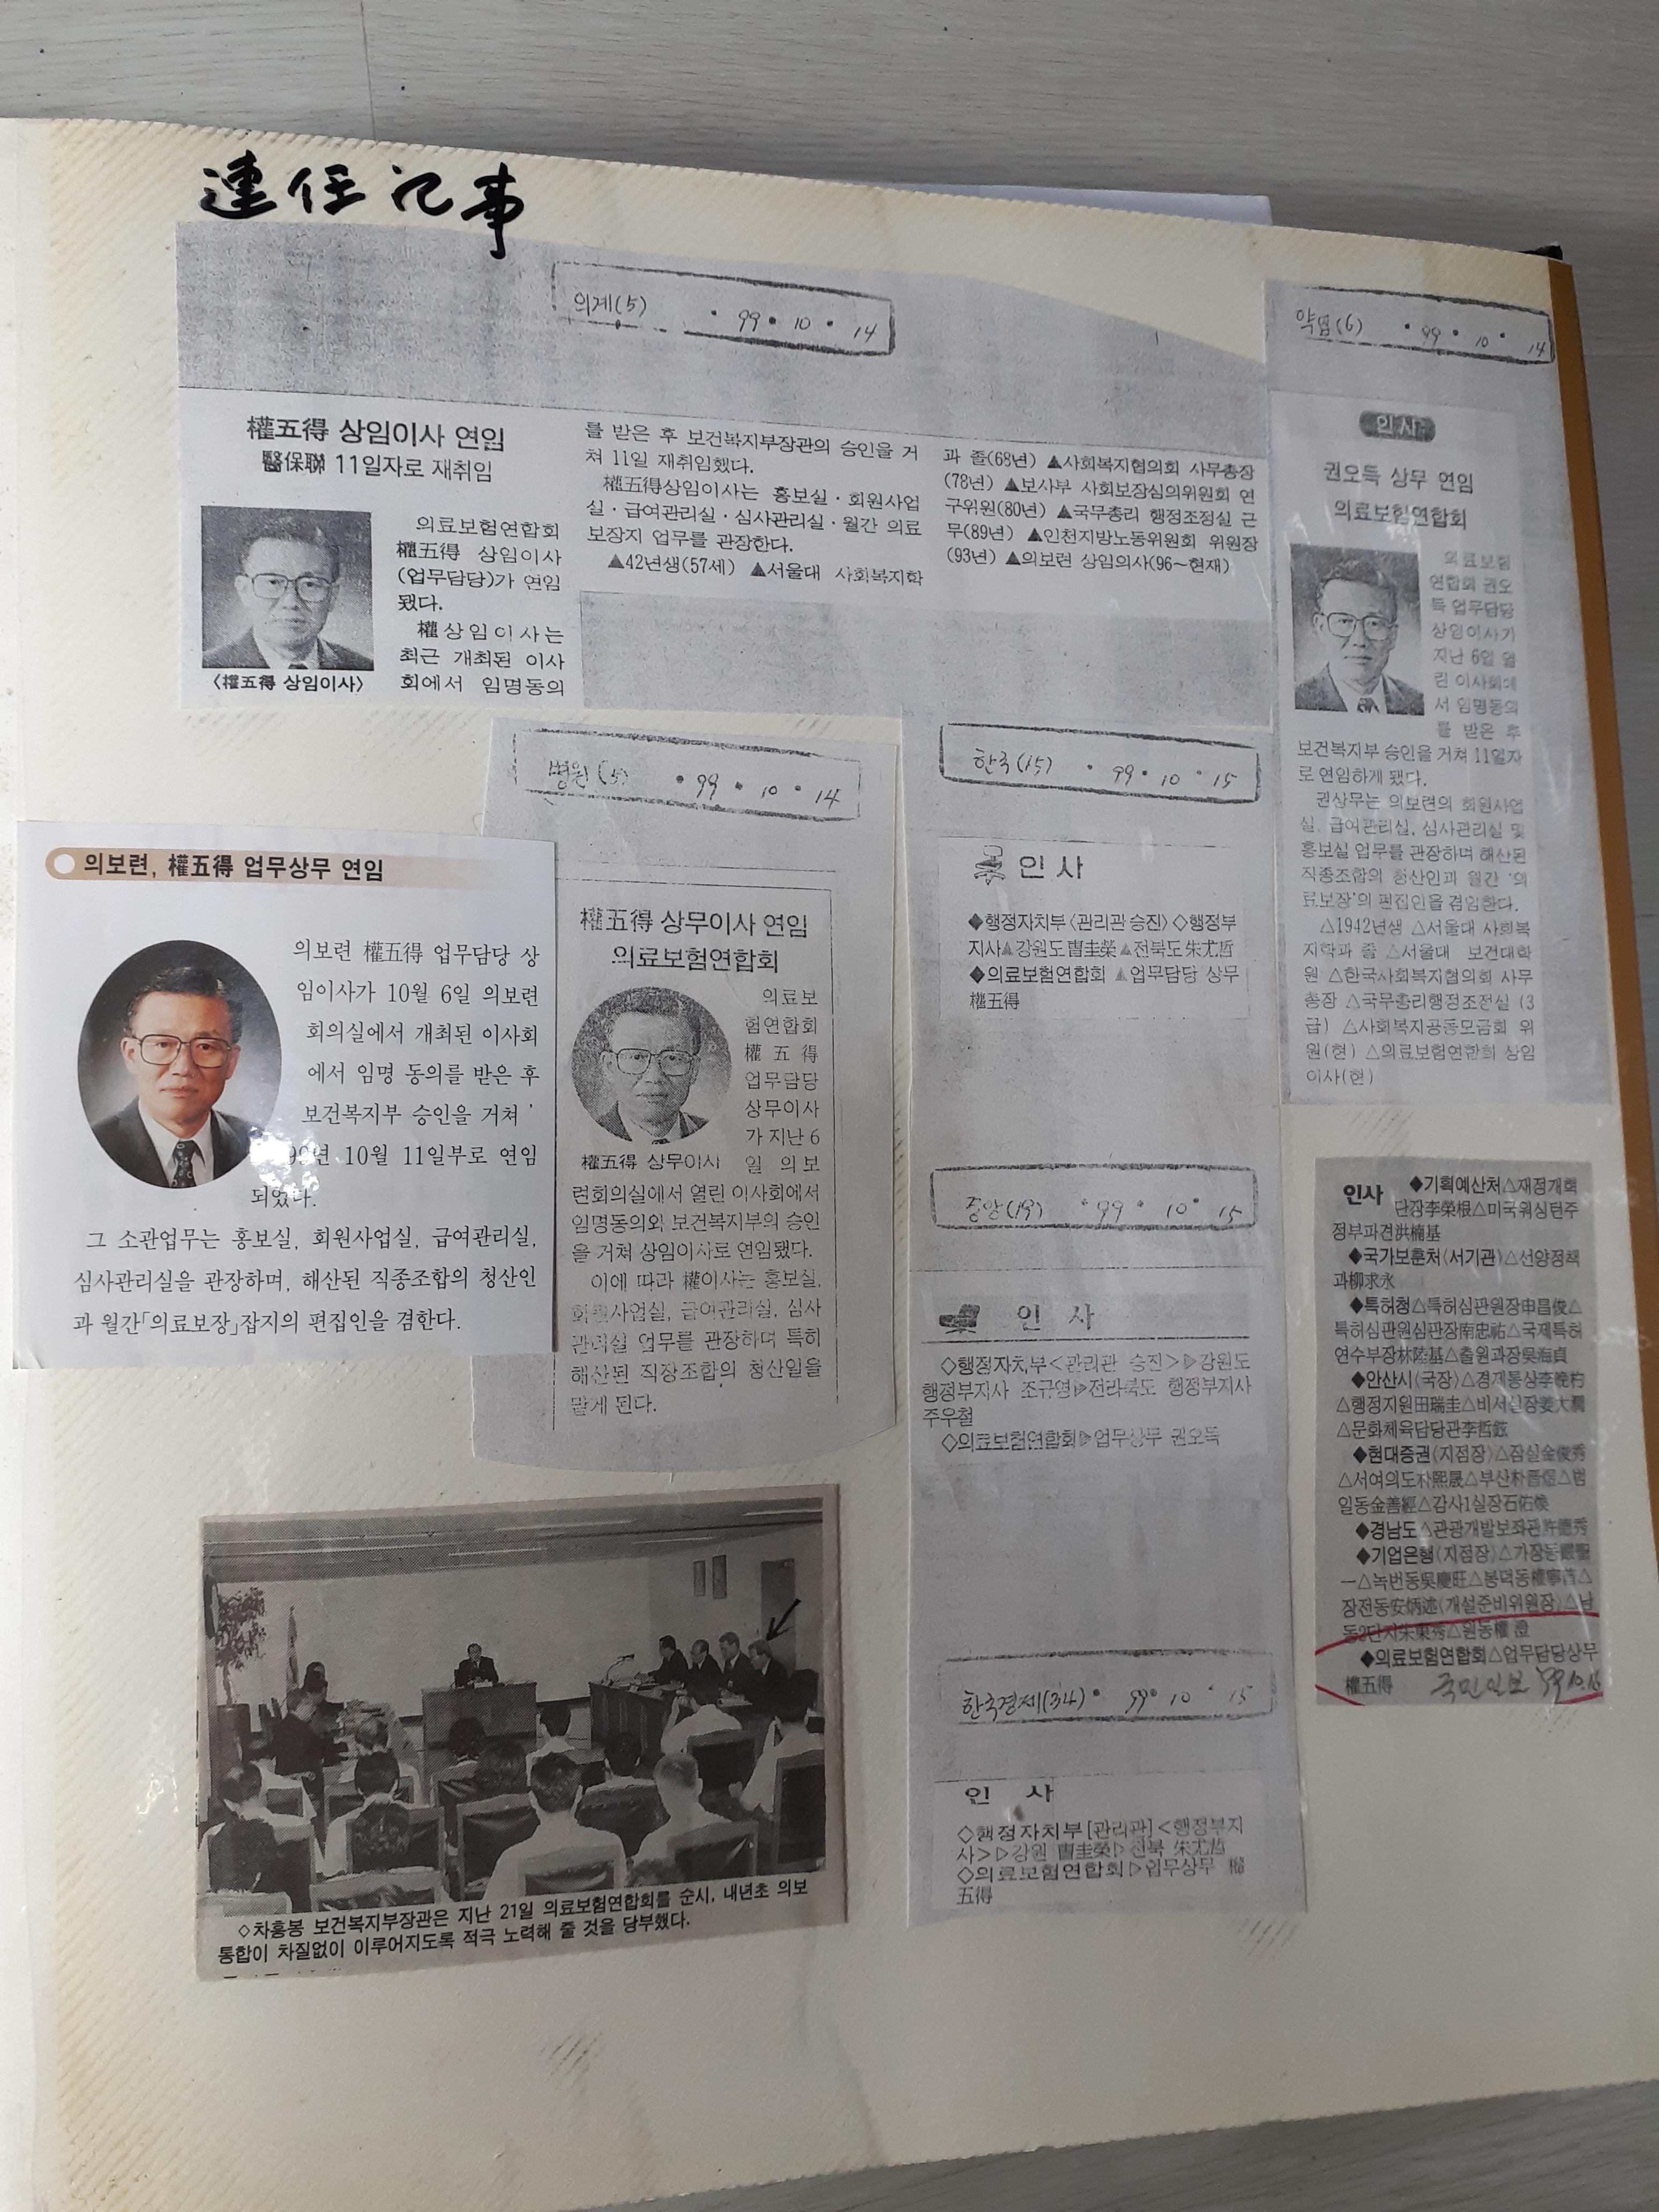 連任记事
의계(5) • 99 • 10 • 14
權五得 상임이사 연임
醫保聯 11일자로 재취임
의료보험연합회
權五得 상임이사
(업무담당)가 연임
됐다.
權상임이사는
최근 개최된 이사
회에서 임명동의
〈權五得 상임이사〉
를 받은 후 보건복지부장관의 승인을 거
쳐 11일 재취임했다.
權五得상임이사는 홍보실·회원사업
실·급여관리실·심사관리실·월간 의료
보장지 업무를 관장한다.
▲42년생(57세) ▲서울대 사회복지학
과 졸(68년) ▲사회복지협의회 사무총장
(78년) ▲보사부 사회보장심의위원회 연
구위원(80년) ▲국무총리 행정조정실 근
무(89년) ▲인천지방노동위원회 위원장
(93년) ▲의보련 상임의사(96~현재)
약업(6) • 99 • 10 • 14
인사
권오득 상무 연임
의료보험연합회
의료보험
연합회 권오
득 업무담당
상임이사가
지난 6일 열
린 이사회에
서 임명동의
를 받은 후
보건복지부 승인을 거쳐 11일자
로 연임하게 됐다.
권상무는 의보련의 회원사업
실, 급여관리실, 심사관리실 및
홍보실 업무를 관장하며 해산된
직종조합의 청산인과 월간 '의
료보장'의 편집인을 겸임한다.
△1942년생 △서울대 사회복
지학과 졸 △서울대 보건대학
원 △한국사회복지협의회 사무
총장 △국무총리행정조정실 (3
급) △사회복지공동모금회 위
원(현) △의료보험연합회 상임
이사(현)
의보련, 權五得 업무상무 연임
의보련 權五得 업무담당 상
임이사가 10월 6일 의보련
회의실에서 개최된 이사회
에서 임명 동의를 받은 후
보건복지부 승인을 거쳐 '
99년 10월 11일부로 연임
되었다.
그 소관업무는 홍보실, 회원사업실, 급여관리실,
심사관리실을 관장하며, 해산된 직종조합의 청산인
과 월간「의료보장」잡지의 편집인을 겸한다.
병원(5) • 99 • 10 • 14
權五得 상무이사 연임
의료보험연합회
의료보
험연합회
權五得
업무담당
상무이사
가 지난 6
權五得 상무이사
일 의보
련회의실에서 열린 이사회에서
임명동의와 보건복지부의 승인
을 거쳐 상임이사로 연임됐다.
이에 따라 權이사는 홍보실,
회원사업실, 급여관리실, 심사
관리실 업무를 관장하며 특히
해산된 직장조합의 청산일을
맡게 된다.
한국(15) • 99 • 10 • 15
인사
◆행정자치부〈관리관 승진〉◇행정부
지사▲강원도 曺圭榮▲전북도 朱尤哲
◆의료보험연합회 ▲업무담당 상무
權五得
중앙(19) • 99 • 10 • 15
인 사
◇행정자치부<관리관 승진>▷강원도
행정부지사 조규영▷전라북도 행정부지사
주우철
◇의료보험연합회▷업무상무 권오득
한국경제(34) • 99 • 10 • 15
인 사
◇행정자치부[관리관]<행정부지
사>▷강원 曺圭榮▷전북 朱尤哲
◇의료보험연합회▷업무상무 權
五得
인사
◆기획예산처△재정개혁
단장李榮根△미국워싱턴주
정부파견洪楠基
◆국가보훈처(서기관)△선양정책
과柳求永
◆특허청△특허심판원장申昌俊△
특허심판원심판장南忠祐△국제특허
연수부장林陸基△출원과장吳海貞
◆안산시(국장)△경제통상李晩杓
△행정지원田瑞圭△비서실장姜大
△문화체육담당관李哲
◆현대증권(지점장)△잠실金俊秀
△서여의도朴熙晟△부산朴晋△범
일동金善經△감사1실장石佑
◆경남도△관광개발보좌관許德秀
◆기업은행(지점장)△가장동
一△녹번동吳慶旺△봉덕동權寧△
장전동安炳述(개설준비위원장)△남
동2단지朱東秀△원동權 澄
◆의료보험연합회△업무담당상무
權五得 국민일보 '99.10.16
◇차흥봉 보건복지부장관은 지난 21일 의료보험연합회를 순시, 내년초 의보
통합이 차질없이 이루어지도록 적극 노력해 줄 것을 당부했다.